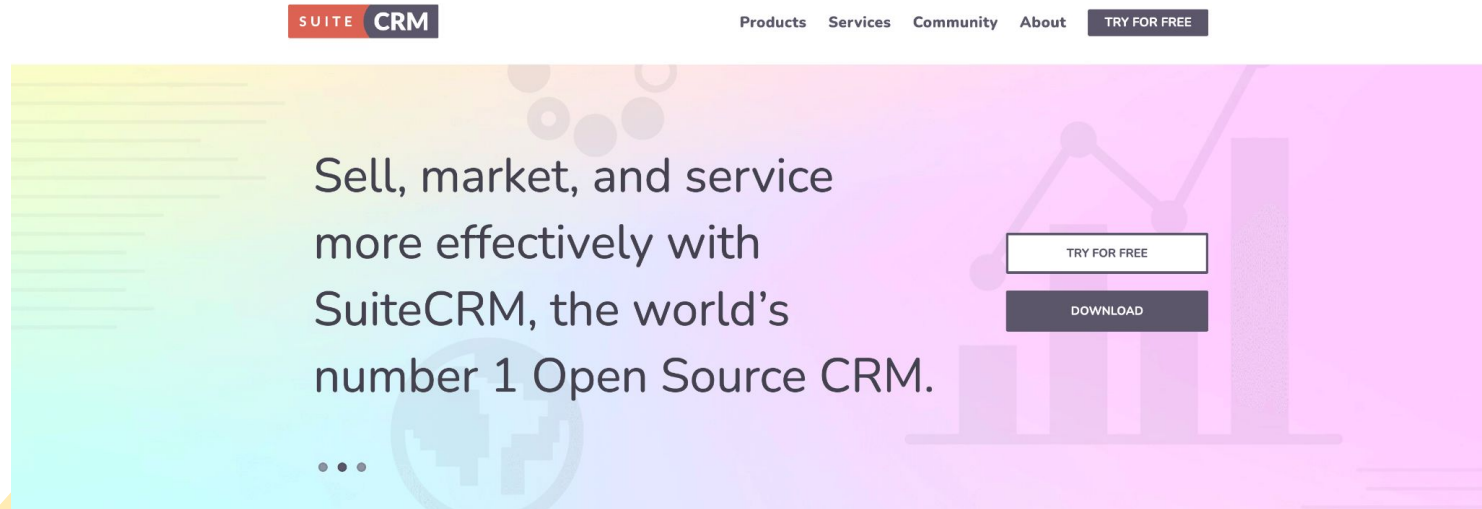 SUITE CRM
Products Services Community About TRY FOR FREE
Sell, market, and service
more effectively with
SuiteCRM, the world’s
number 1 Open Source CRM.
TRY FOR FREE
DOWNLOAD